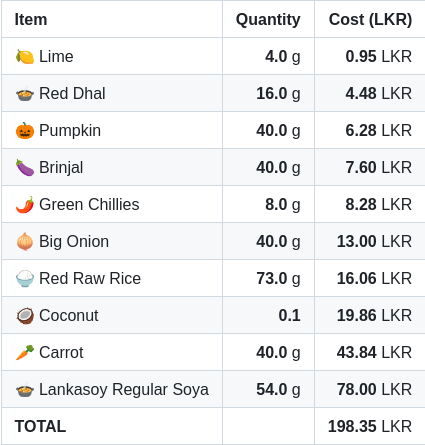 Item Quantity Cost (LKR)
🍋 Lime 4.0 g 0.95 LKR
🍲 Red Dhal 16.0 g 4.48 LKR
🎃 Pumpkin 40.0 g 6.28 LKR
🍆 Brinjal 40.0 g 7.60 LKR
🌶️ Green Chillies 8.0 g 8.28 LKR
🧅 Big Onion 40.0 g 13.00 LKR
🍚 Red Raw Rice 73.0 g 16.06 LKR
🥥 Coconut 0.1 19.86 LKR
🥕 Carrot 40.0 g 43.84 LKR
🍲 Lankasoy Regular Soya 54.0 g 78.00 LKR
TOTAL 198.35 LKR